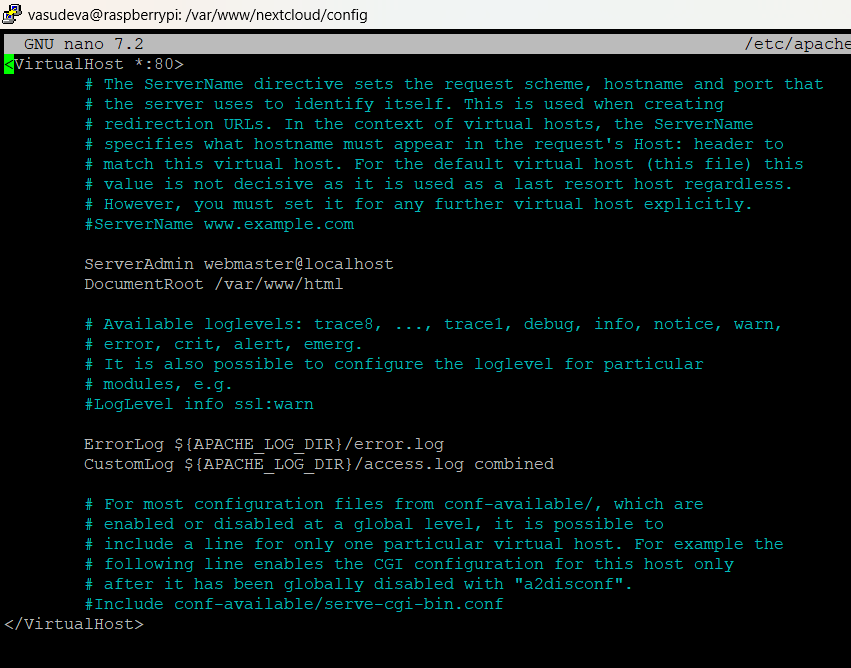 vasudeva@raspberrypi: /var/www/nextcloud/config
GNU nano 7.2 /etc/apache
<VirtualHost *:80>
# The ServerName directive sets the request scheme, hostname and port that
# the server uses to identify itself. This is used when creating
# redirection URLs. In the context of virtual hosts, the ServerName
# specifies what hostname must appear in the request's Host: header to
# match this virtual host. For the default virtual host (this file) this
# value is not decisive as it is used as a last resort host regardless.
# However, you must set it for any further virtual host explicitly.
#ServerName www.example.com
ServerAdmin webmaster@localhost
DocumentRoot /var/www/html
# Available loglevels: trace8, ..., trace1, debug, info, notice, warn,
# error, crit, alert, emerg.
# It is also possible to configure the loglevel for particular
# modules, e.g.
#LogLevel info ssl:warn
ErrorLog ${APACHE_LOG_DIR}/error.log
CustomLog ${APACHE_LOG_DIR}/access.log combined
# For most configuration files from conf-available/, which are
# enabled or disabled at a global level, it is possible to
# include a line for only one particular virtual host. For example the
# following line enables the CGI configuration for this host only
# after it has been globally disabled with "a2disconf".
#Include conf-available/serve-cgi-bin.conf
</VirtualHost>